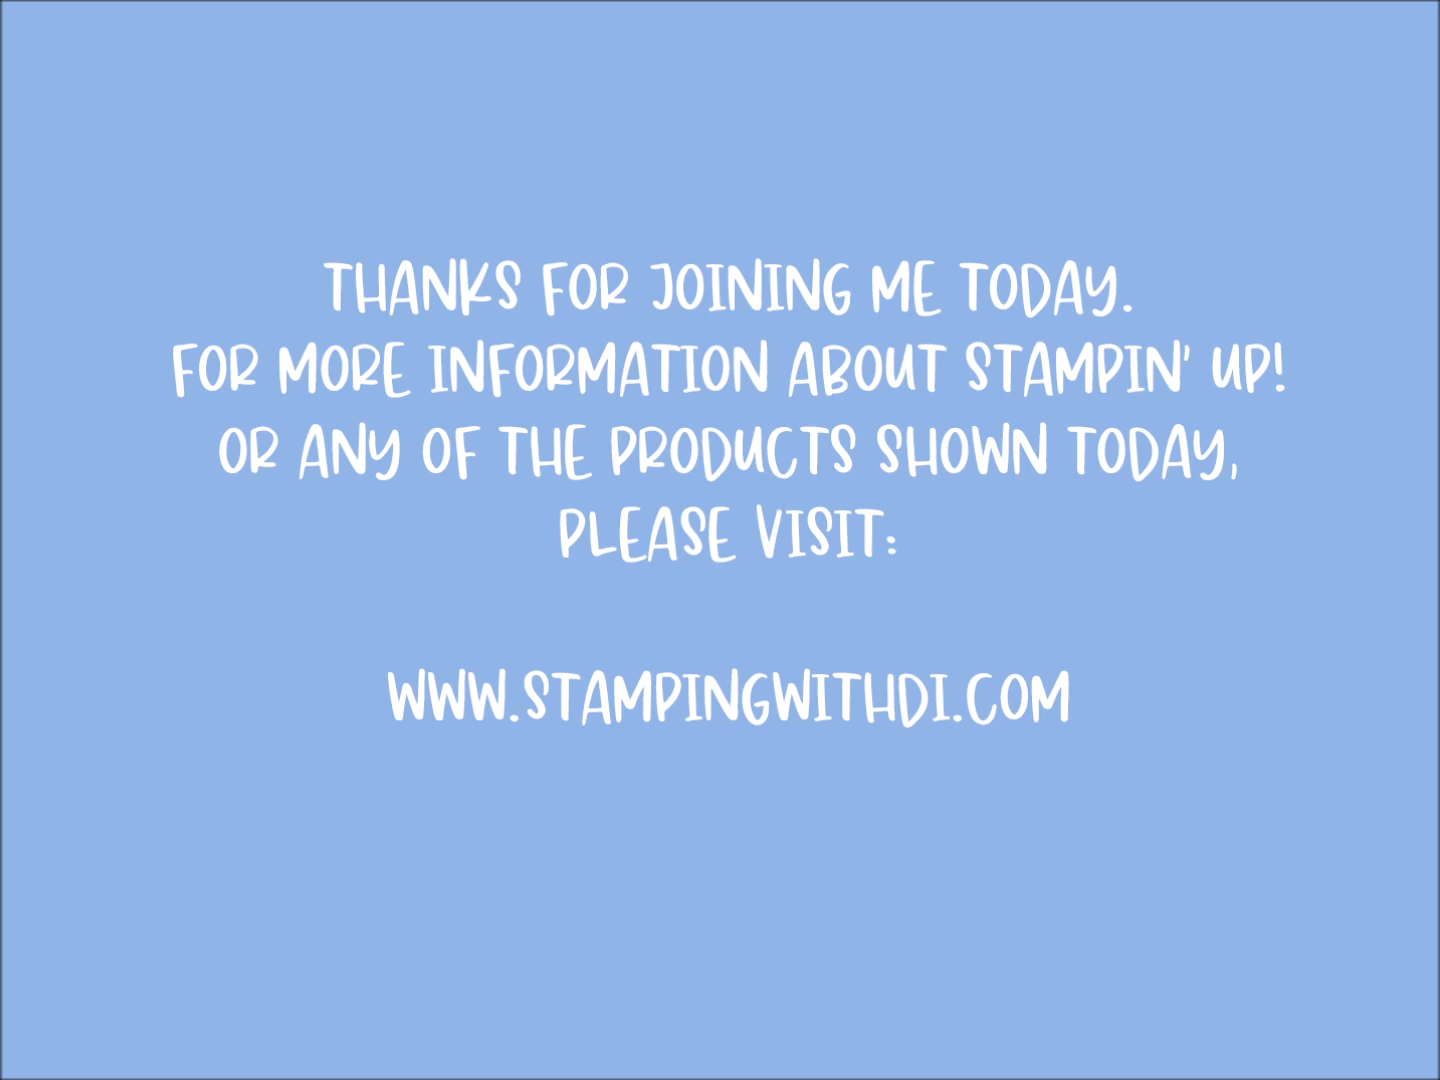 THANKS FOR JOINING ME TODAY.
FOR MORE INFORMATION ABOUT STAMPIN' UP!
OR ANY OF THE PRODUCTS SHOWN TODAY,
PLEASE VISIT:
WWW.STAMPINGWITHDI.COM